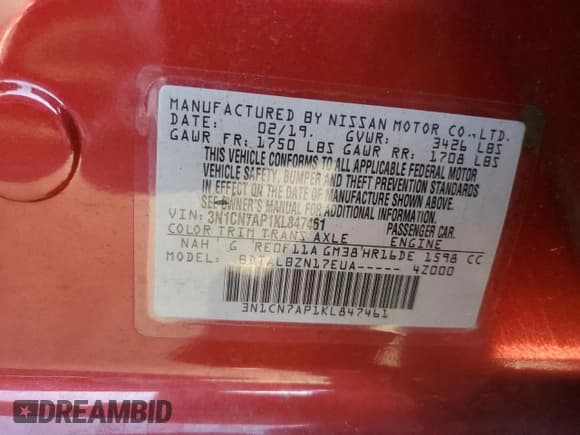 MANUFACTURED BY NISSAN MOTOR CO.,LTD.
DATE: 02/19. GVWR: 3426 LBS
GAWR FR: 1750 LBS GAWR RR: 1708 LBS
THIS VEHICLE CONFORMS TO ALL APPLICABLE FEDERAL MOTOR
VEHICLE SAFETY, BUMPER AND THEFT PREVENTION STANDARDS
IN EFFECT ON THE DATE OF MANUFACTURE SHOWN ABOVE.
SEE OWNER'S MANUAL FOR ADDITIONAL INFORMATION.
VIN: 3N1CN7AP1KL847461 PASSENGER CAR.
COLOR TRIM TRANS AXLE ENGINE
NAH G RE0F11A GM38 HR16DE 1598 CC
MODEL: BDTALBZN17EUA----- 4Z000
3N1CN7AP1KL847461
DREAMBID